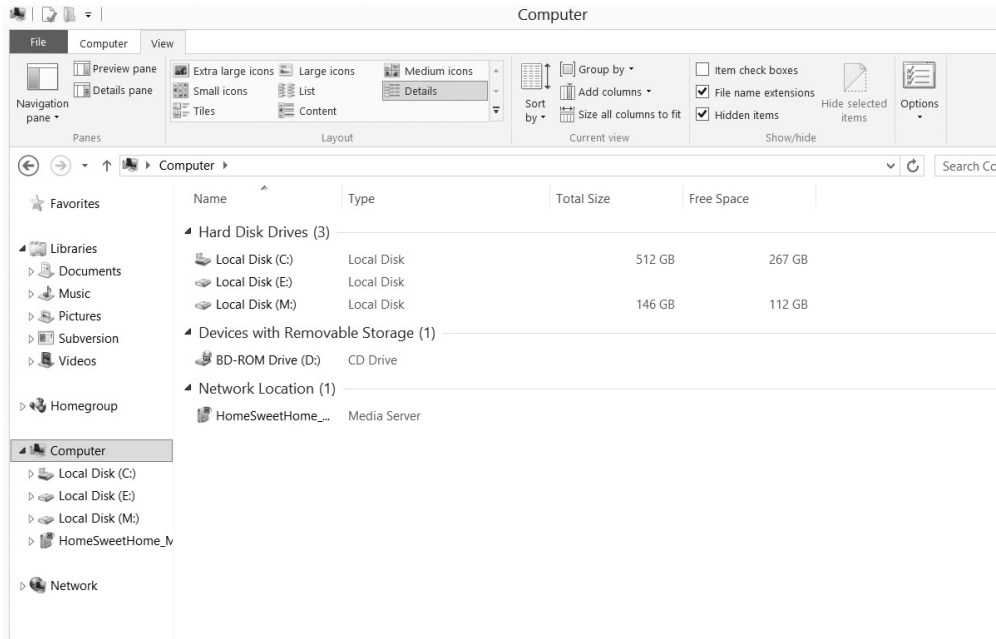 Computer
File Computer View
Preview pane Extra large icons Large icons Medium icons Group by Item check boxes
Details pane Small icons List Details Add columns File name extensions
Navigation pane Tiles Content Sort by Size all columns to fit Hidden items Hide selected items Options
Panes Layout Current view Show/hide
Computer Search Co
Favorites Name Type Total Size Free Space
Hard Disk Drives (3)
Libraries Local Disk (C:) Local Disk 512 GB 267 GB
Documents Local Disk (E:) Local Disk
Music Local Disk (M:) Local Disk 146 GB 112 GB
Pictures
Devices with Removable Storage (1)
Subversion
Videos BD-ROM Drive (D:) CD Drive
Network Location (1)
Homegroup HomeSweetHome_... Media Server
Computer
Local Disk (C:)
Local Disk (E:)
Local Disk (M:)
HomeSweetHome_M
Network